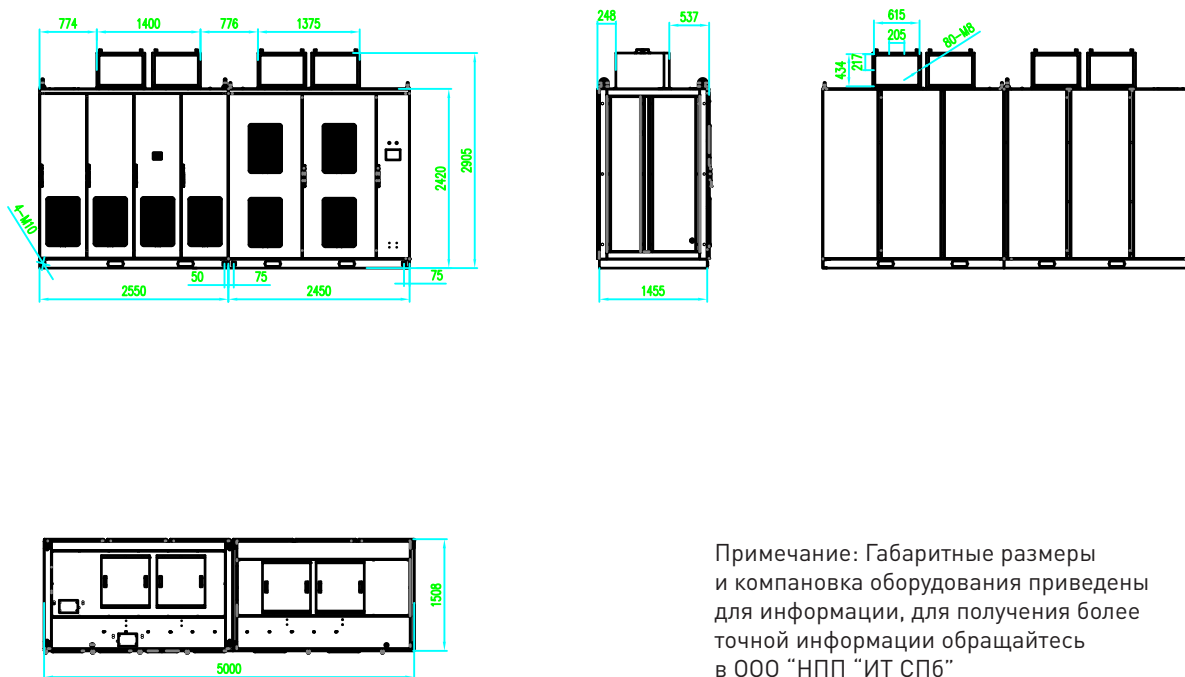 774
1400
776
1375
248
537
615
205
80-M8
217
434
2905
2420
4-M10
50
75
75
2550
2450
1455
1508
5000
Примечание: Габаритные размеры
и компановка оборудования приведены
для информации, для получения более
точной информации обращайтесь
в ООО “НПП “ИТ СПб”